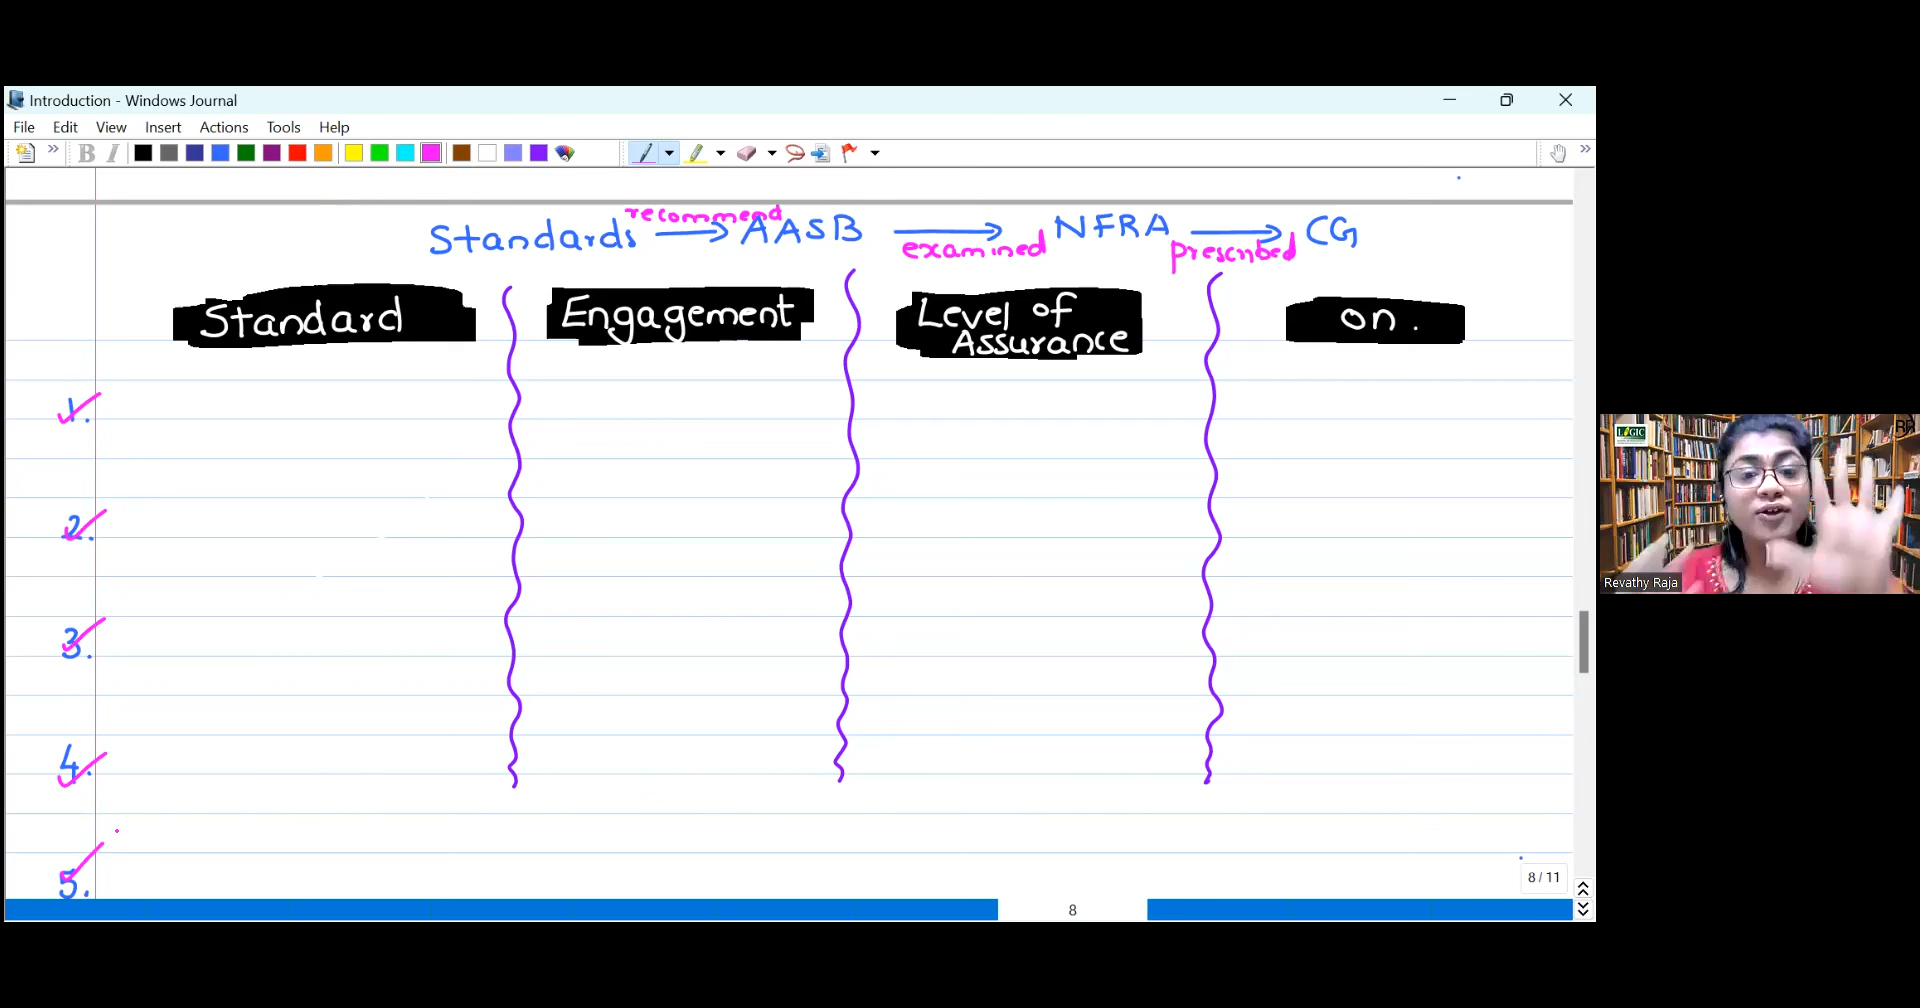 Introduction - Windows Journal
File Edit View Insert Actions Tools Help
B I
recommend
Standards → AASB → NFRA → CG
examined prescribed
Standard Engagement Level of Assurance on.
1.
2.
3.
4.
5.
LOGIC
Revathy Raja
8 / 11
8